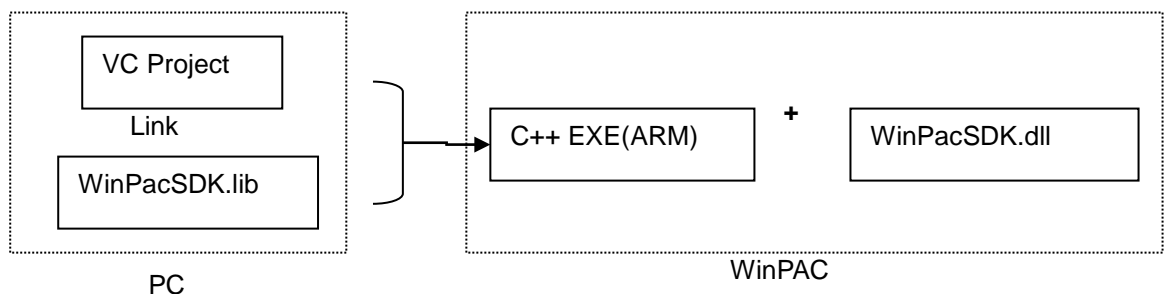 VC Project
Link
WinPacSDK.lib
PC
C++ EXE(ARM)
+
WinPacSDK.dll
WinPAC